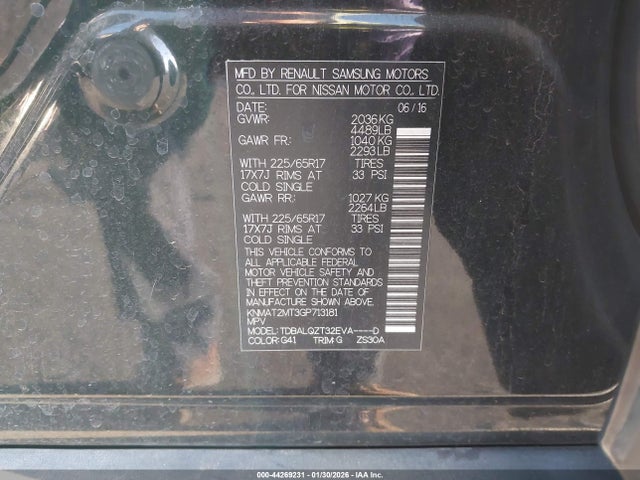 MFD BY RENAULT SAMSUNG MOTORS
CO., LTD. FOR NISSAN MOTOR CO., LTD.
DATE: 06/16
GVWR: 2036KG
4489LB
GAWR FR: 1040KG
2293LB
WITH 225/65R17 TIRES
17X7J RIMS AT 33 PSI
COLD SINGLE
GAWR RR: 1027 KG
2264LB
WITH 225/65R17 TIRES
17X7J RIMS AT 33 PSI
COLD SINGLE
THIS VEHICLE CONFORMS TO
ALL APPLICABLE FEDERAL
MOTOR VEHICLE SAFETY AND
THEFT PREVENTION STANDARDS
IN EFFECT ON THE DATE OF
MANUFACTURE SHOWN ABOVE.
KNMAT2MT3GP713181
MPV
MODEL: TDBALQZT32EVA----D
COLOR: G41 TRIM: G ZS30A
000-44269231 - 01/30/2026 - IAA Inc.